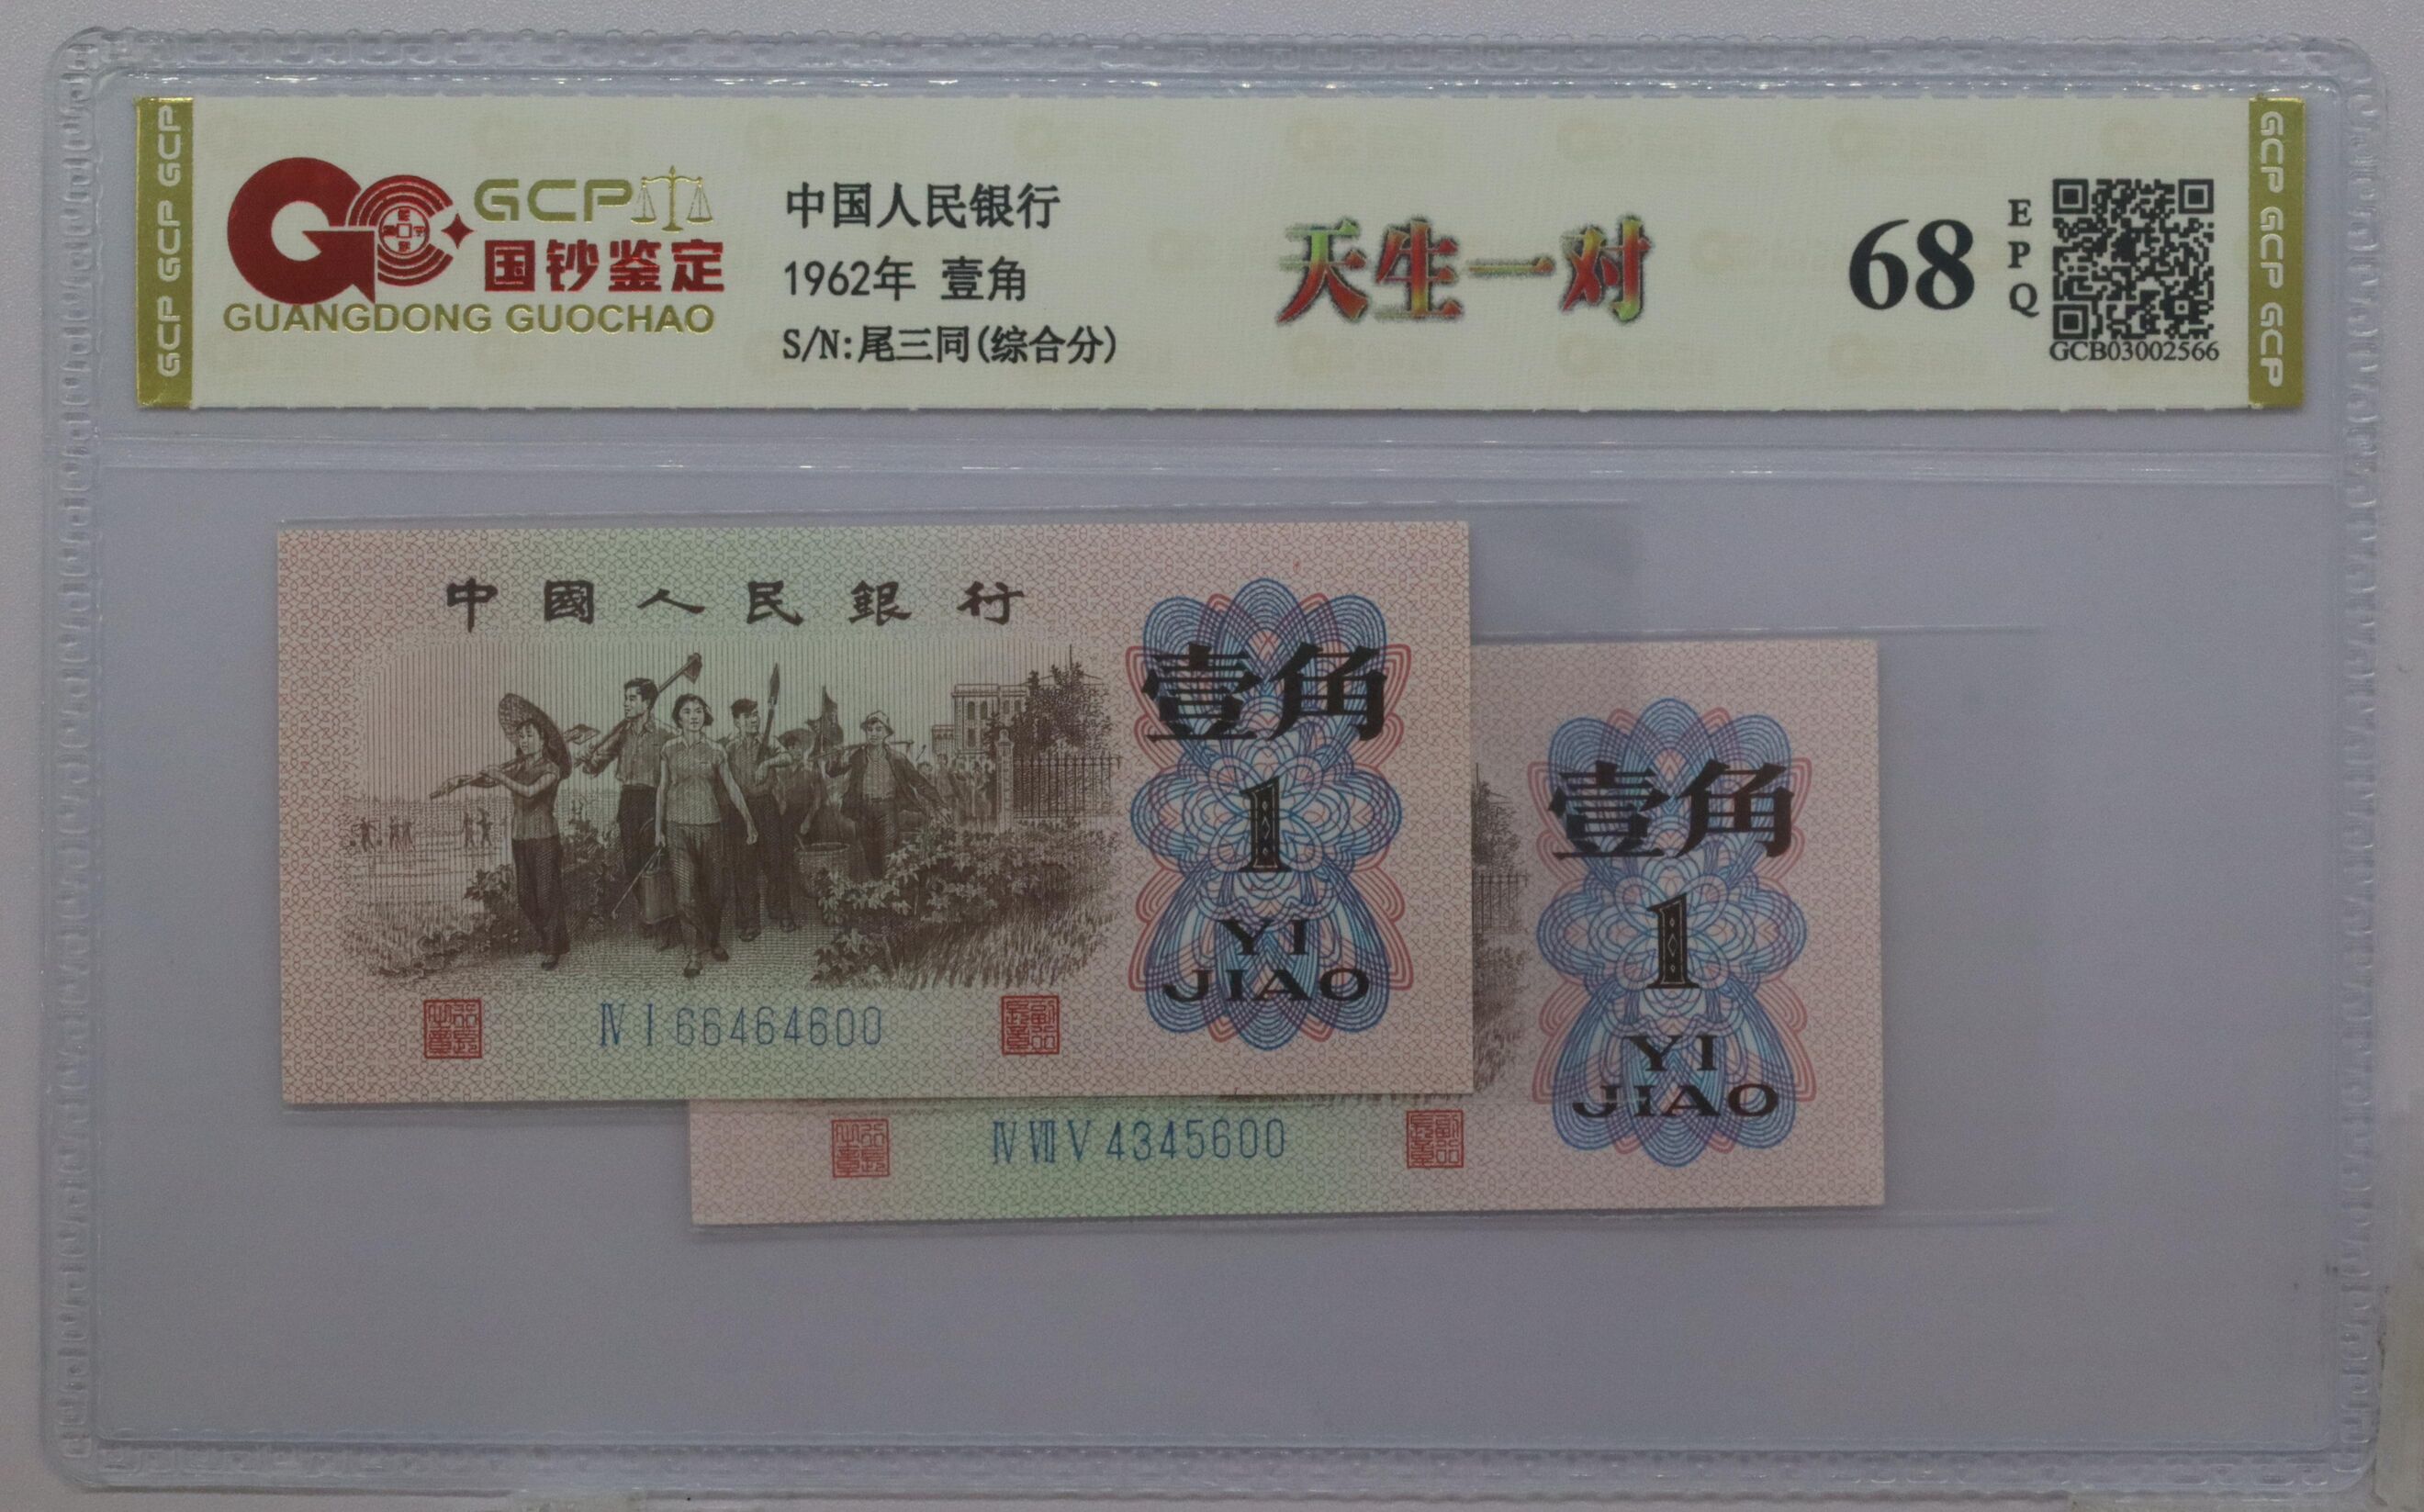 GCP GCP GCP
GCP
国钞鉴定
GUANGDONG GUOCHAO
中国人民银行
1962年 壹角
S/N:尾三同(综合分)
天生一对
68
EPQ
GCB03002566
GCP GCP GCP
中國人民銀行
壹角
1
YI
JIAO
Ⅳ Ⅰ 66464600
壹角
1
YI
JIAO
Ⅳ Ⅶ Ⅴ 4345600